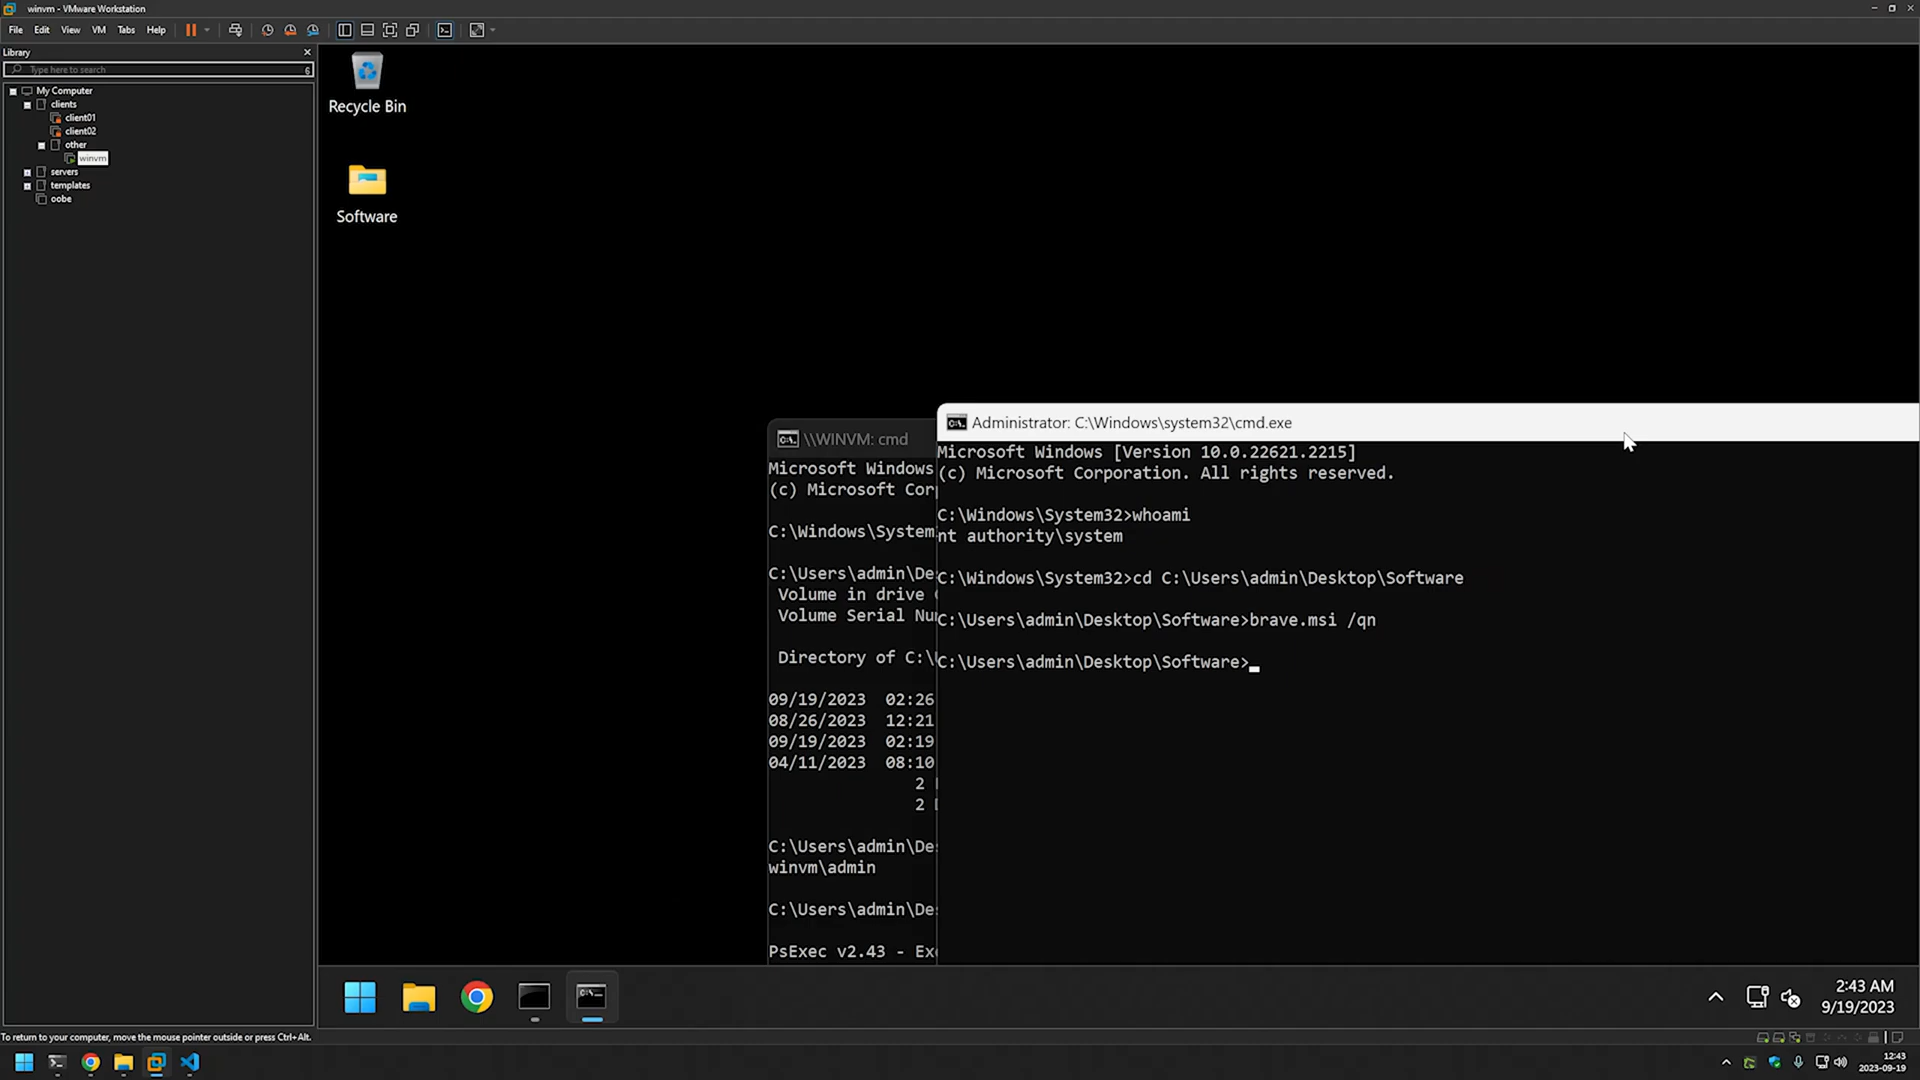 winvm - VMware Workstation
File Edit View VM Tabs Help
Library
Type here to search
My Computer
clients
client01
client02
other
winvm
servers
templates
oobe
Recycle Bin
Software
\\WINVM: cmd
Microsoft Windows
(c) Microsoft Cor
C:\Windows\System
C:\Users\admin\De
Volume in drive
Volume Serial Nu
Directory of C:\
09/19/2023 02:26
08/26/2023 12:21
09/19/2023 02:19
04/11/2023 08:10
2
2
C:\Users\admin\De
winvm\admin
C:\Users\admin\De
PsExec v2.43 - Ex
Administrator: C:\Windows\system32\cmd.exe
Microsoft Windows [Version 10.0.22621.2215]
(c) Microsoft Corporation. All rights reserved.
C:\Windows\System32>whoami
nt authority\system
C:\Windows\System32>cd C:\Users\admin\Desktop\Software
C:\Users\admin\Desktop\Software>brave.msi /qn
C:\Users\admin\Desktop\Software>
2:43 AM
9/19/2023
To return to your computer, move the mouse pointer outside or press Ctrl+Alt.
12:43
2023-09-19